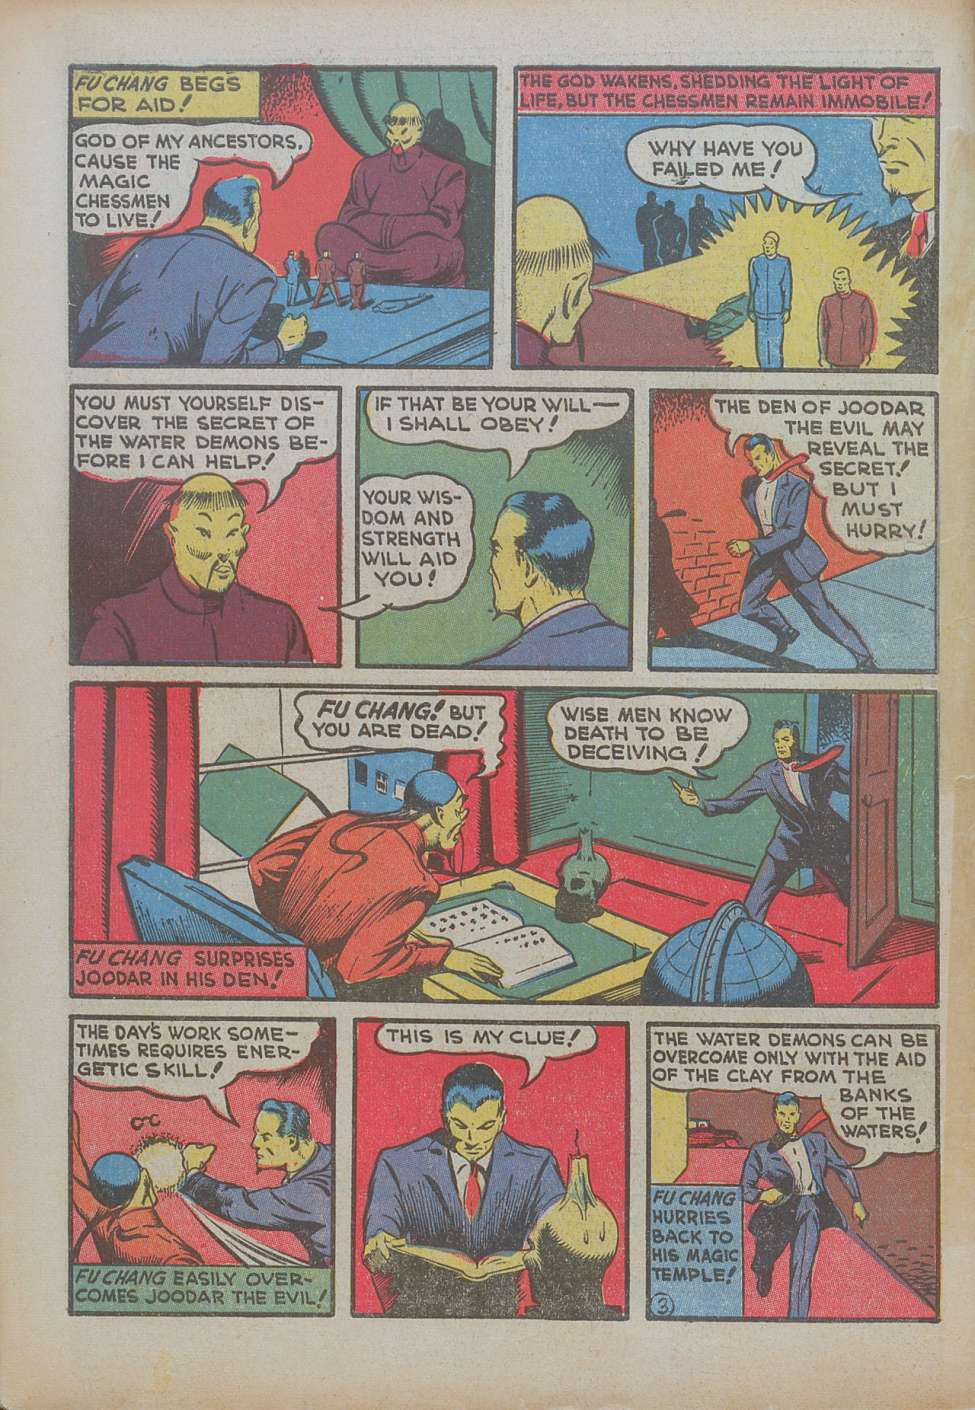 FU CHANG BEGS
FOR AID!
GOD OF MY ANCESTORS,
CAUSE THE
MAGIC
CHESSMEN
TO LIVE!
THE GOD WAKENS, SHEDDING THE LIGHT OF
LIFE, BUT THE CHESSMEN REMAIN IMMOBILE!
WHY HAVE YOU
FAILED ME!
YOU MUST YOURSELF DIS-
COVER THE SECRET OF
THE WATER DEMONS BE-
FORE I CAN HELP!
IF THAT BE YOUR WILL—
I SHALL OBEY!
YOUR WIS-
DOM AND
STRENGTH
WILL AID
YOU!
THE DEN OF JOODAR
THE EVIL MAY
REVEAL THE
SECRET!
BUT I
MUST
HURRY!
FU CHANG! BUT
YOU ARE DEAD!
WISE MEN KNOW
DEATH TO BE
DECEIVING!
FU CHANG SURPRISES
JOODAR IN HIS DEN!
THE DAY'S WORK SOME-
TIMES REQUIRES ENER-
GETIC SKILL!
FU CHANG EASILY OVER-
COMES JOODAR THE EVIL!
THIS IS MY CLUE!
THE WATER DEMONS CAN BE
OVERCOME ONLY WITH THE AID
OF THE CLAY FROM THE
BANKS
OF THE
WATERS!
FU CHANG
HURRIES
BACK TO
HIS MAGIC
TEMPLE!
3